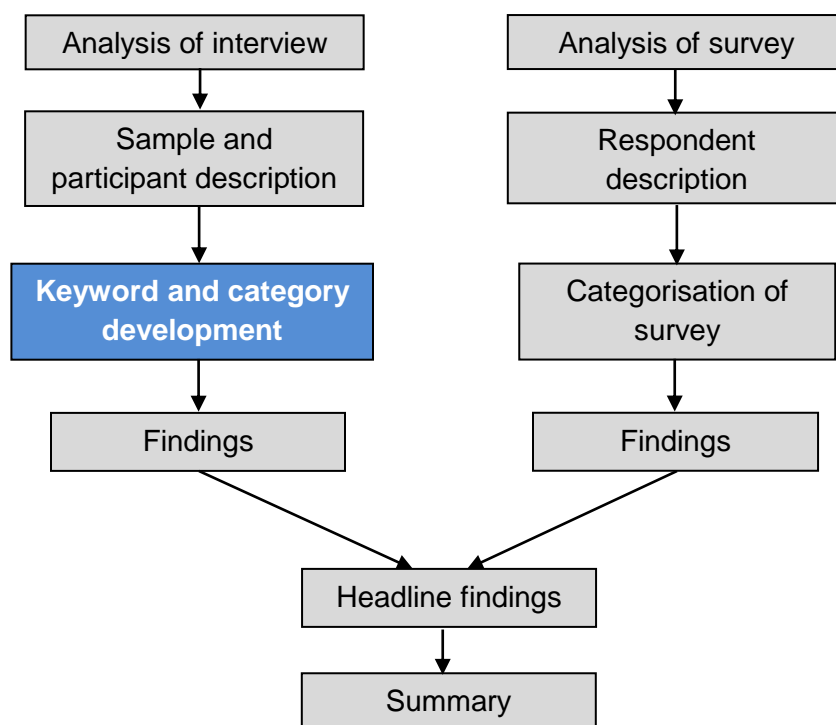 Analysis of interview
Analysis of survey
Sample and
participant description
Respondent
description
Keyword and category
development
Categorisation of
survey
Findings
Findings
Headline findings
Summary